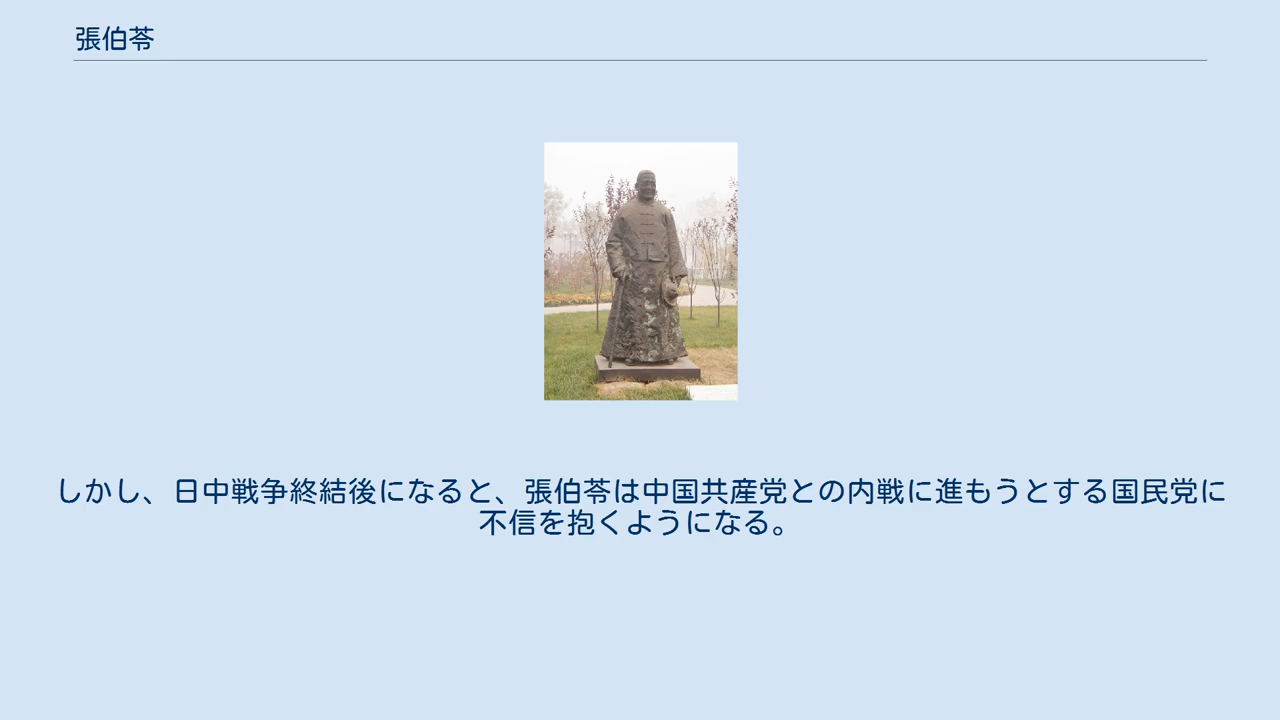 張伯苓
しかし、日中戦争終結後になると、張伯苓は中国共産党との内戦に進もうとする国民党に
不信を抱くようになる。